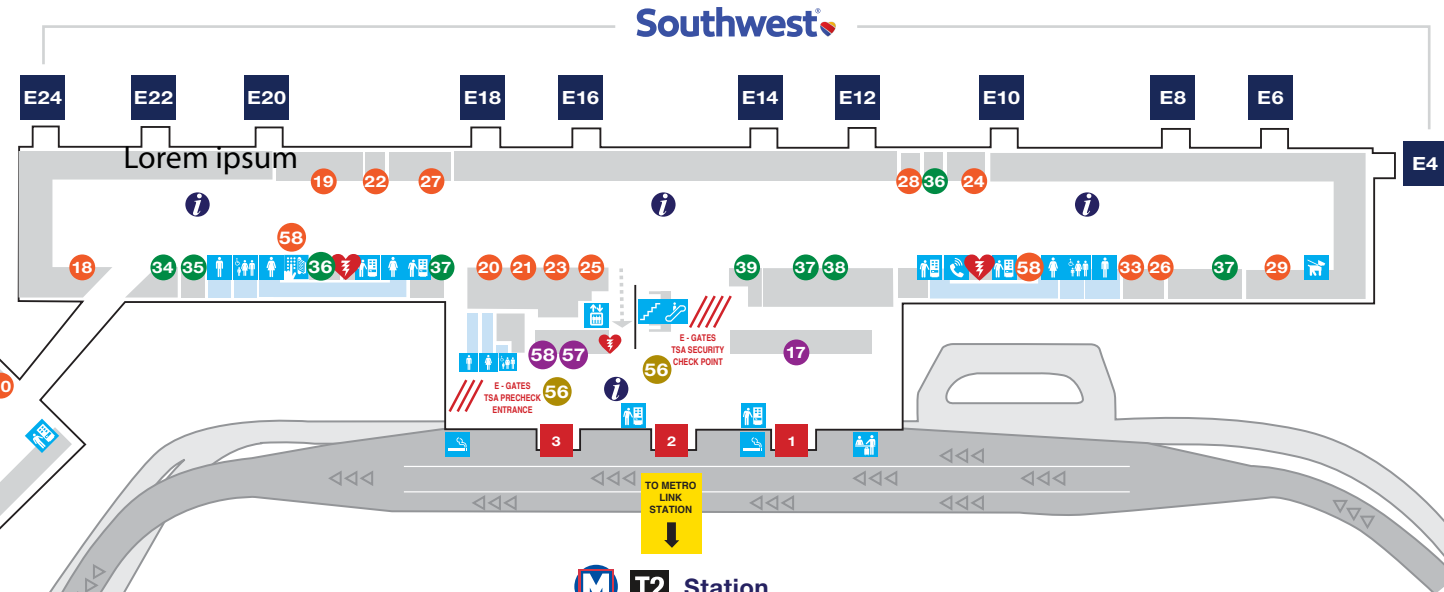 Southwest®
E24 E22 E20 E18 E16 E14 E12 E10 E8 E6
E4
Lorem ipsum
19 22 27 28 36 24
i i i
58
18 34 35 36 37 20 21 23 25 39 37 38 58 33 26 37 29
E - GATES
TSA SECURITY
CHECK POINT
58 57 17
56
E - GATES
TSA PRECHECK
ENTRANCE
56 i
3 2 1
TO METRO
LINK
STATION
M T2 Station